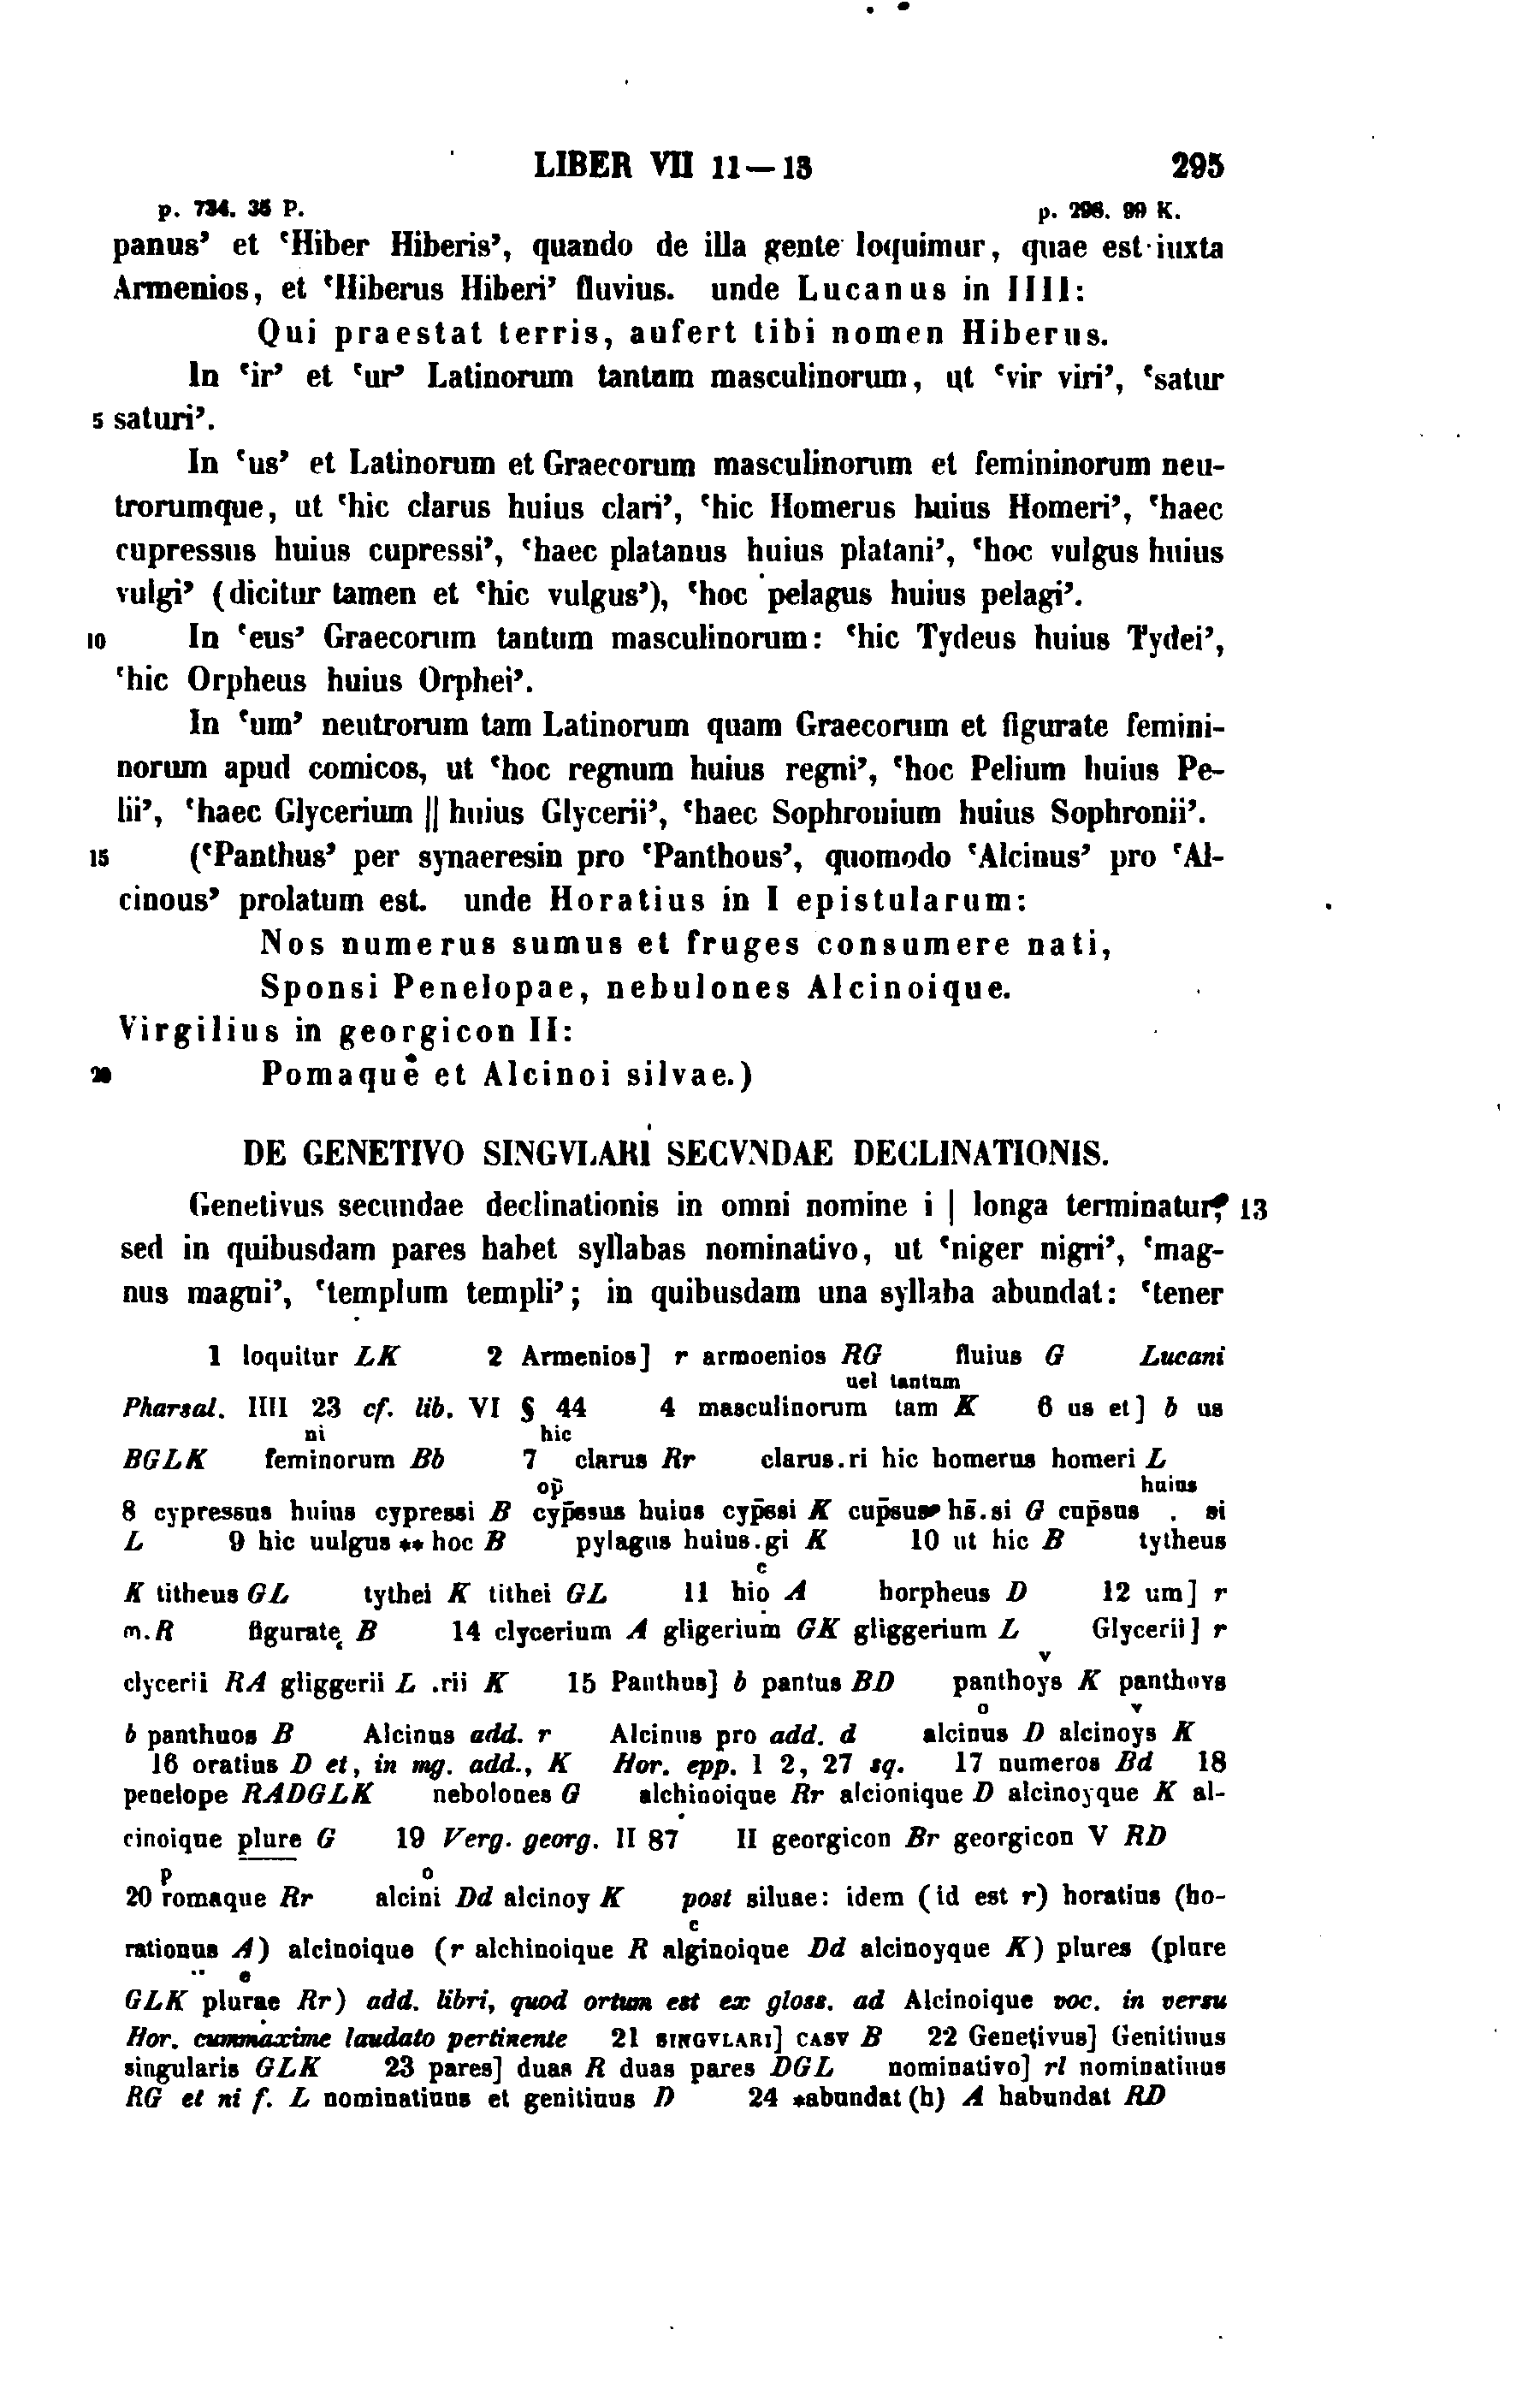 LIBER VII 11—13 295
p. 734. 35 P. p. 298. 99 K.
panus’ et ‘Hiber Hiberis’, quando de illa gente loquimur, quae est iuxta
Armenios, et ‘Hiberus Hiberi’ fluvius. unde Lucanus in IIII:
Qui praestat terris, aufert tibi nomen Hiberus.
In ‘ir’ et ‘ur’ Latinorum tantum masculinorum, ut ‘vir viri’, ‘satur
5 saturi’.
In ‘us’ et Latinorum et Graecorum masculinorum et femininorum neu-
trorumque, ut ‘hic clarus huius clari’, ‘hic Homerus huius Homeri’, ‘haec
cupressus huius cupressi’, ‘haec platanus huius platani’, ‘hoc vulgus huius
vulgi’ (dicitur tamen et ‘hic vulgus’), ‘hoc pelagus huius pelagi’.
10 In ‘eus’ Graecorum tantum masculinorum: ‘hic Tydeus huius Tydei’,
‘hic Orpheus huius Orphei’.
In ‘um’ neutrorum tam Latinorum quam Graecorum et figurate femini-
norum apud comicos, ut ‘hoc regnum huius regni’, ‘hoc Pelium huius Pe-
lii’, ‘haec Glycerium || huius Glycerii’, ‘haec Sophronium huius Sophronii’.
15 (‘Panthus’ per synaeresin pro ‘Panthous’, quomodo ‘Alcinus’ pro ‘Al-
cinous’ prolatum est. unde Horatius in I epistularum:
Nos numerus sumus et fruges consumere nati,
Sponsi Penelopae, nebulones Alcinoique.
Virgilius in georgicon II:
20 Pomaque et Alcinoi silvae.)
DE GENETIVO SINGVLARI SECVNDAE DECLINATIONIS.
Genetivus secundae declinationis in omni nomine i | longa terminatur, 13
sed in quibusdam pares habet syllabas nominativo, ut ‘niger nigri’, ‘mag-
nus magni’, ‘templum templi’; in quibusdam una syllaba abundat: ‘tener
1 loquitur LK 2 Armenios] r armoenios RG fluius G Lucani
uel tantum
Pharsal. IIII 23 cf. lib. VI § 44 4 masculinorum tam K 6 us et] b us
ni hic
BGLK feminorum Bb 7 clarus Rr clarus.ri hic homerus homeri L
op̄ huius
8 cypressus huius cypressi B cyp̄ssus huius cyp̄ssi K cup̄sus hs̄.si G cup̄sus . si
L 9 hic uulgus ** hoc B pylagus huius.gi K 10 ut hic B tytheus
c
K titheus GL tythei K tithei GL 11 hio A horpheus D 12 um] r
m.R figurate B 14 clycerium A gligerium GK gliggerium L Glycerii] r
v
clycerii RA gliggerii L .rii K 15 Panthus] b pantus BD panthoys K panthoys
o v
b panthuos B Alcinus add. r Alcinus pro add. d alcinus D alcinoys K
16 oratius D et, in mg. add., K Hor. epp. I 2, 27 sq. 17 numeros Bd 18
penelope RADGLK nebolones G alchinoique Rr alcionique D alcinoyque K al-
cinoique plure G 19 Verg. georg. II 87 II georgicon Br georgicon V RD
p o
20 romaque Rr alcini Dd alcinoy K post siluae: idem (id est r) horatius (ho-
c
rationus A) alcinoique (r alchinoique R alginoique Dd alcinoyque K) plures (plure
e
GLK plurae Rr) add. libri, quod ortum est ex gloss. ad Alcinoique voc. in versu
Hor. cummaxime laudato pertinente 21 SINGVLARI] CASV B 22 Genetivus] Genitiuus
singularis GLK 23 pares] duas R duas pares DGL nominativo] rl nominatiuus
RG et ni f. L nominatiuus et genitiuus D 24 *abundat (h) A habundat RD